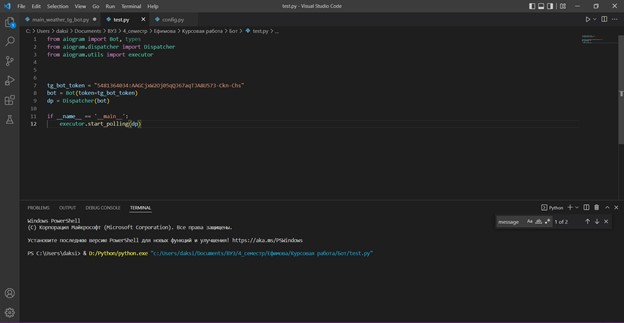 File Edit Selection View Go Run Terminal Help
test.py - Visual Studio Code
main_weather_tg_bot.py
test.py
config.py
C: > Users > daksi > Documents > ВУЗ > 4_семестр > Ефимова > Курсовая работа > Бот > test.py > ...
1 from aiogram import Bot, types
2 from aiogram.dispatcher import Dispatcher
3 from aiogram.utils import executor
4
5
6
7 tg_bot_token =
8 bot = Bot(token=tg_bot_token)
9 dp = Dispatcher(bot)
10
11 if __name__ == '__main__':
12 executor.start_polling(dp)
PROBLEMS OUTPUT DEBUG CONSOLE TERMINAL
Python
message
Aa
1 of 2
Windows PowerShell
(C) Корпорация Майкрософт (Microsoft Corporation). Все права защищены.
Установите последнюю версию PowerShell для новых функций и улучшения! https://aka.ms/PSWindows
PS C:\Users\daksi> & D:/Python/python.exe "C:/Users/daksi/Documents/ВУЗ/4_семестр/Ефимова/Курсовая работа/Бот/test.py"